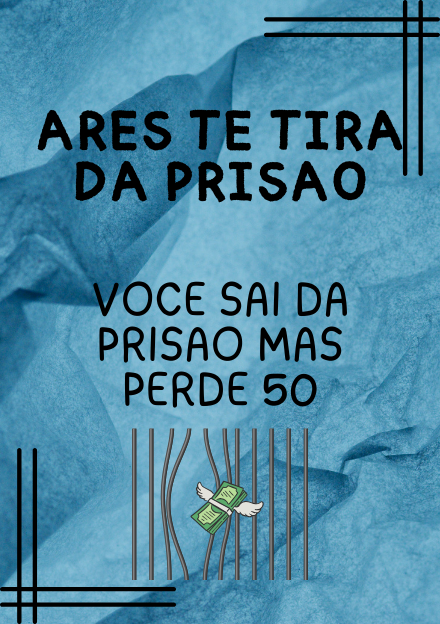 ARES TE TIRA
DA PRISAO
VOCE SAI DA
PRISAO MAS
PERDE 50